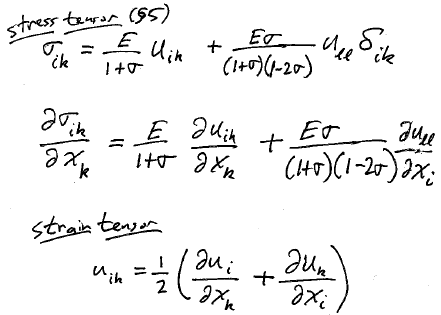 stress tensor (§5)
σ_ik = E/(1+σ) u_ik + Eσ/((1+σ)(1-2σ)) u_ll δ_ik
∂σ_ik/∂x_k = E/(1+σ) ∂u_ik/∂x_k + Eσ/((1+σ)(1-2σ)) ∂u_ll/∂x_i
strain tensor
u_ik = 1/2 (∂u_i/∂x_k + ∂u_k/∂x_i)